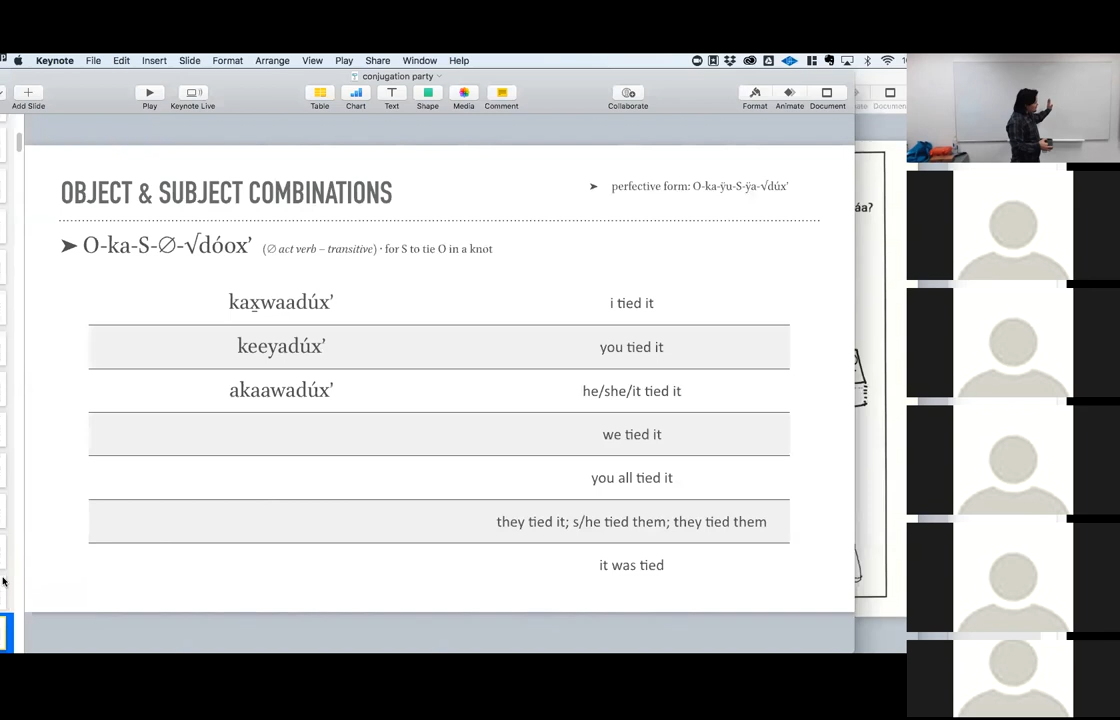 Keynote File Edit Insert Slide Format Arrange View Play Share Window Help
conjugation party
Add Slide Play Keynote Live Table Chart Text Shape Media Comment Collaborate Format Animate Document
OBJECT & SUBJECT COMBINATIONS
➤ perfective form: O-ka-ÿu-S-ÿa-√dúx’
➤ O-ka-S-∅-√dóox’ (∅ act verb – transitive) · for S to tie O in a knot
kax̱waadúx’ i tied it
keeyadúx’ you tied it
akaawadúx’ he/she/it tied it
we tied it
you all tied it
they tied it; s/he tied them; they tied them
it was tied
áa?